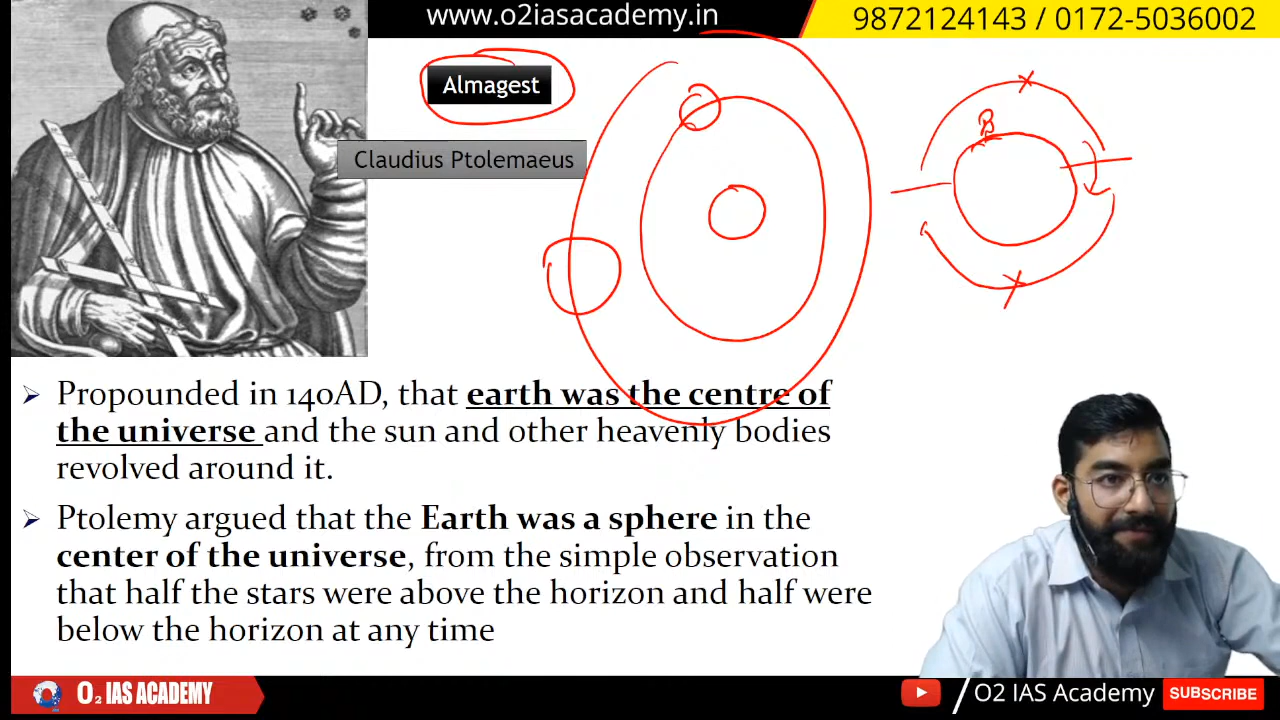 www.o2iasacademy.in
9872124143 / 0172-5036002
Almagest
Claudius Ptolemaeus
B
➢ Propounded in 140AD, that earth was the centre of
the universe and the sun and other heavenly bodies
revolved around it.
➢ Ptolemy argued that the Earth was a sphere in the
center of the universe, from the simple observation
that half the stars were above the horizon and half were
below the horizon at any time
O2 IAS ACADEMY
/ O2 IAS Academy SUBSCRIBE